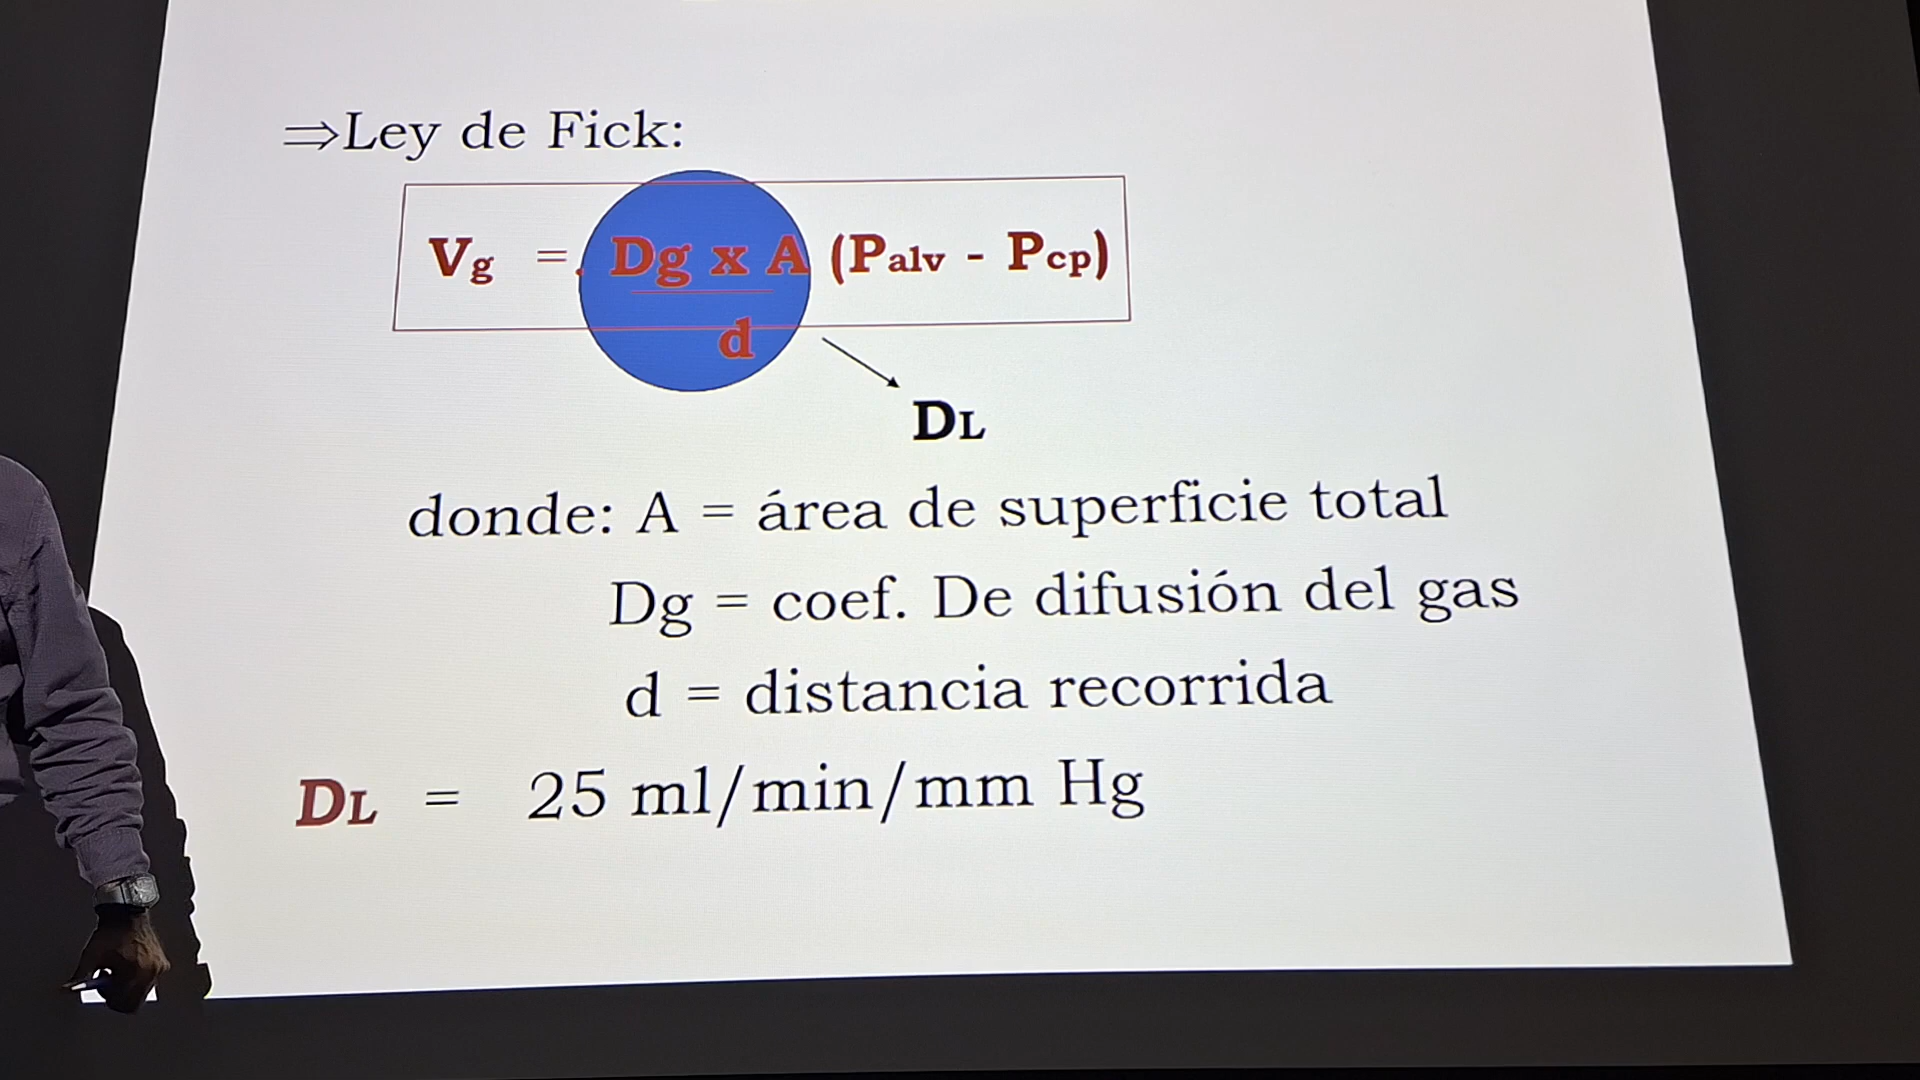 ⇒Ley de Fick:
Vg = Dg x A (Palv - Pcp)
d
DL
donde: A = área de superficie total
Dg = coef. De difusión del gas
d = distancia recorrida
DL = 25 ml/min/mm Hg